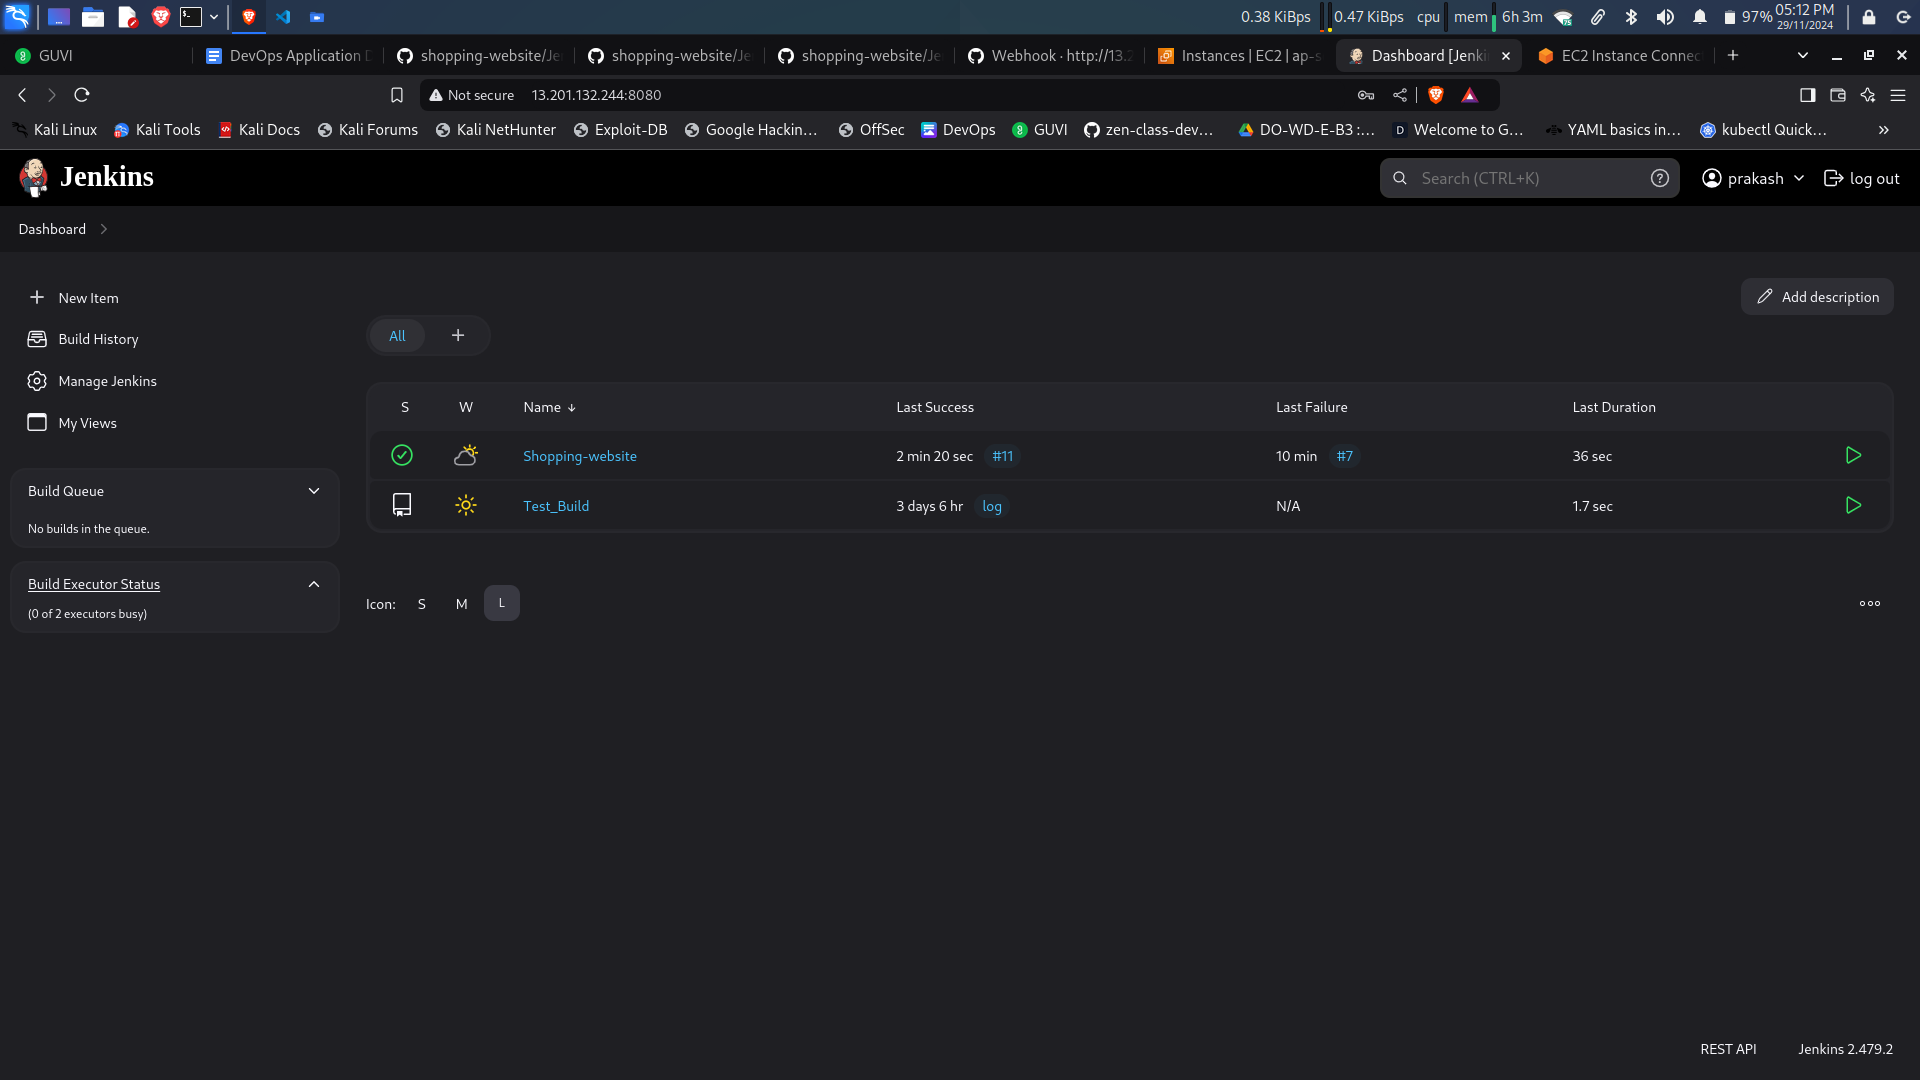 0.38 KiBps 0.47 KiBps cpu mem 6h 3m 97% 05:12 PM
29/11/2024
GUVI DevOps Application D shopping-website/Je shopping-website/Je shopping-website/Je Webhook · http://13.2 Instances | EC2 | ap-s Dashboard [Jenki EC2 Instance Connec
Not secure 13.201.132.244:8080
Kali Linux Kali Tools Kali Docs Kali Forums Kali NetHunter Exploit-DB Google Hackin… OffSec DevOps GUVI zen-class-dev… DO-WD-E-B3 :… Welcome to G… YAML basics in… kubectl Quick…
Jenkins Search (CTRL+K) prakash log out
Dashboard
New Item
Build History
Manage Jenkins
My Views
Build Queue
No builds in the queue.
Build Executor Status
(0 of 2 executors busy)
Add description
All +
S W Name ↓ Last Success Last Failure Last Duration
Shopping-website 2 min 20 sec #11 10 min #7 36 sec
Test_Build 3 days 6 hr log N/A 1.7 sec
Icon: S M L
REST API Jenkins 2.479.2